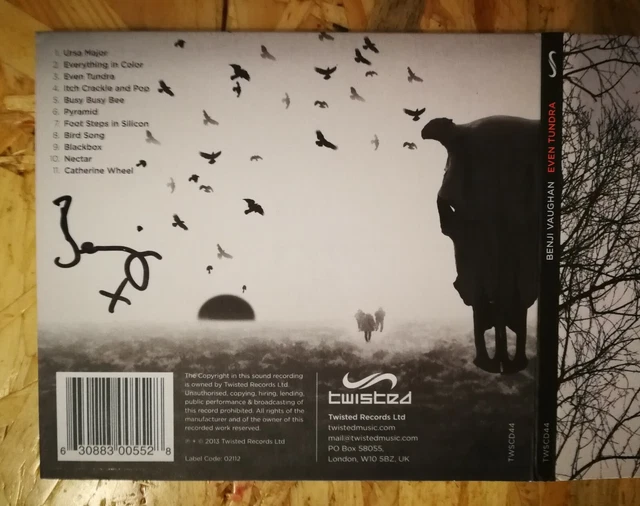 1. Ursa Major
2. Everything in Color
3. Even Tundra
4. Itch Crackle and Pop
5. Busy Busy Bee
6. Pyramid
7. Foot Steps in Silicon
8. Bird Song
9. Blackbox
10. Nectar
11. Catherine Wheel
6 30883 00552 8
The Copyright in this sound recording
is owned by Twisted Records Ltd.
Unauthorised, copying, hiring, lending,
public performance & broadcasting of
this record prohibited. All rights of the
manufacturer and of the owner of this
recorded work reserved.
℗ + © 2013 Twisted Records Ltd
Label Code: 02112
twisted
Twisted Records Ltd
twistedmusic.com
mail@twistedmusic.com
PO Box 58055,
London, W10 5BZ, UK
TWSCD44
BENJI VAUGHAN EVEN TUNDRA
TWSCD44